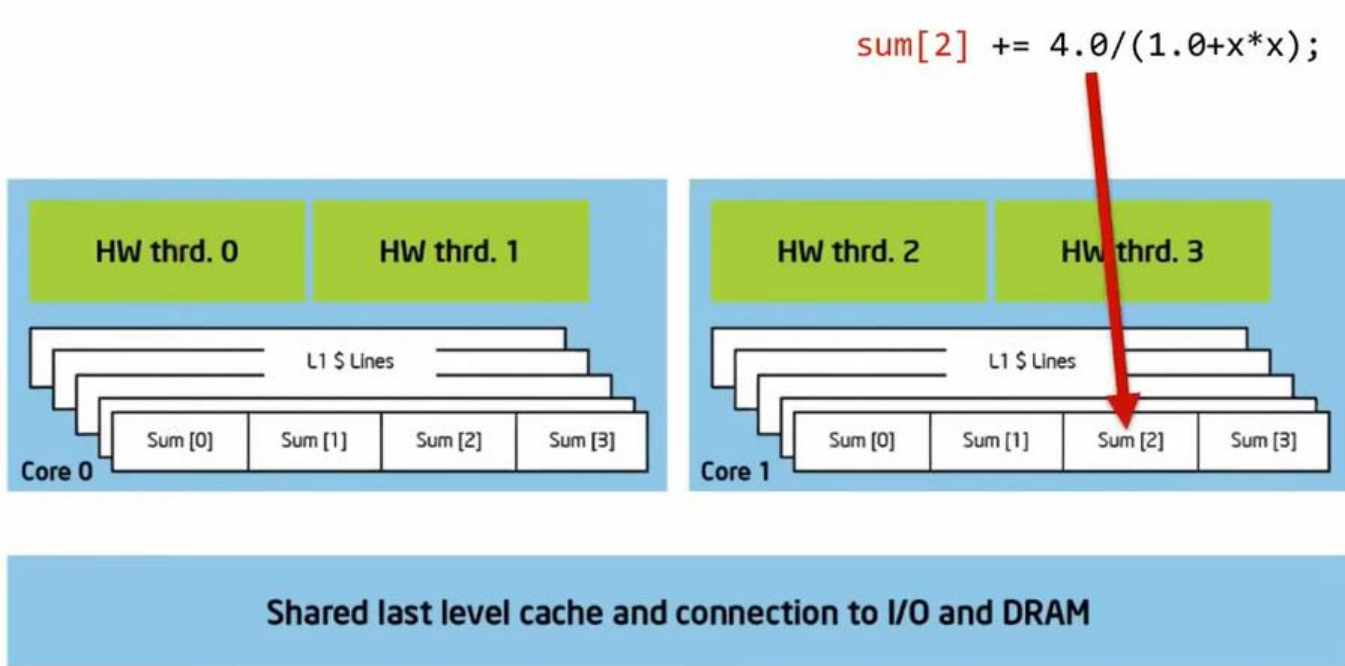 sum[2] += 4.0/(1.0+x*x);
HW thrd. 0
HW thrd. 1
L1 $ Lines
Sum [0]
Sum [1]
Sum [2]
Sum [3]
Core 0
HW thrd. 2
HW thrd. 3
L1 $ Lines
Sum [0]
Sum [1]
Sum [2]
Sum [3]
Core 1
Shared last level cache and connection to I/O and DRAM